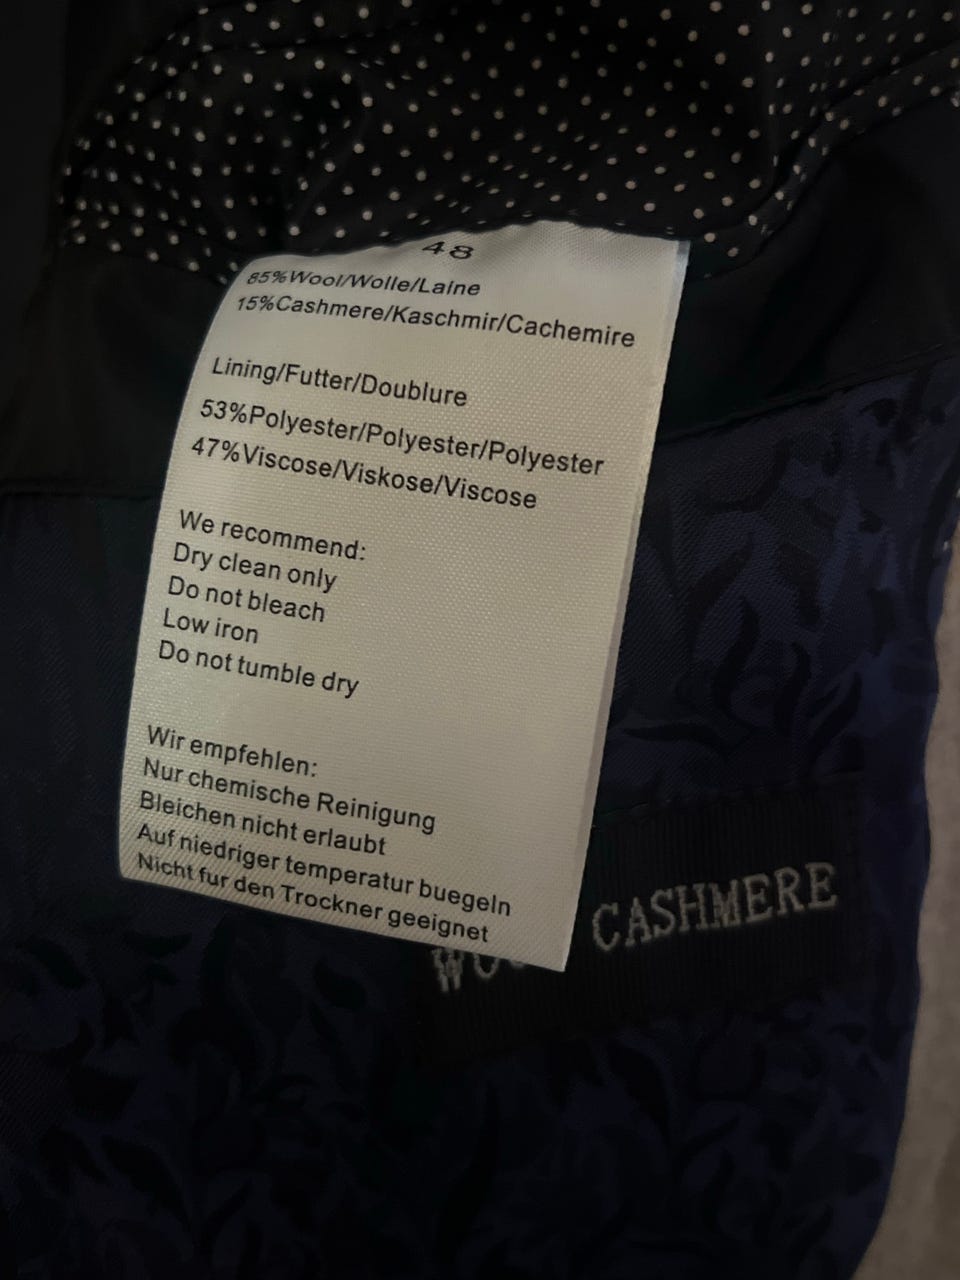 48
85%Wool/Wolle/Laine
15%Cashmere/Kaschmir/Cachemire
Lining/Futter/Doublure
53%Polyester/Polyester/Polyester
47%Viscose/Viskose/Viscose
We recommend:
Dry clean only
Do not bleach
Low iron
Do not tumble dry
Wir empfehlen:
Nur chemische Reinigung
Bleichen nicht erlaubt
Auf niedriger temperatur buegeln
Nicht fur den Trockner geeignet
CASHMERE